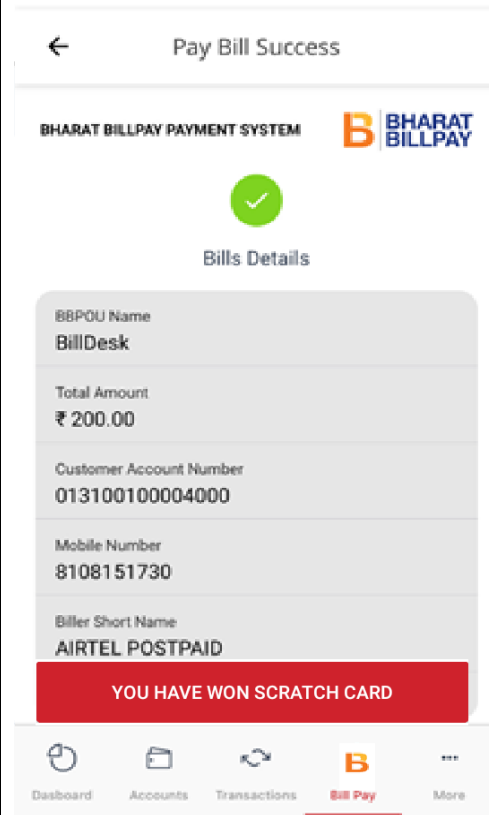 Pay Bill Success
BHARAT BILLPAY PAYMENT SYSTEM
B BHARAT
BILLPAY
Bills Details
BBPOU Name
BillDesk
Total Amount
₹ 200.00
Customer Account Number
013100100004000
Mobile Number
8108151730
Biller Short Name
AIRTEL POSTPAID
YOU HAVE WON SCRATCH CARD
B
Dasboard Accounts Transactions Bill Pay More